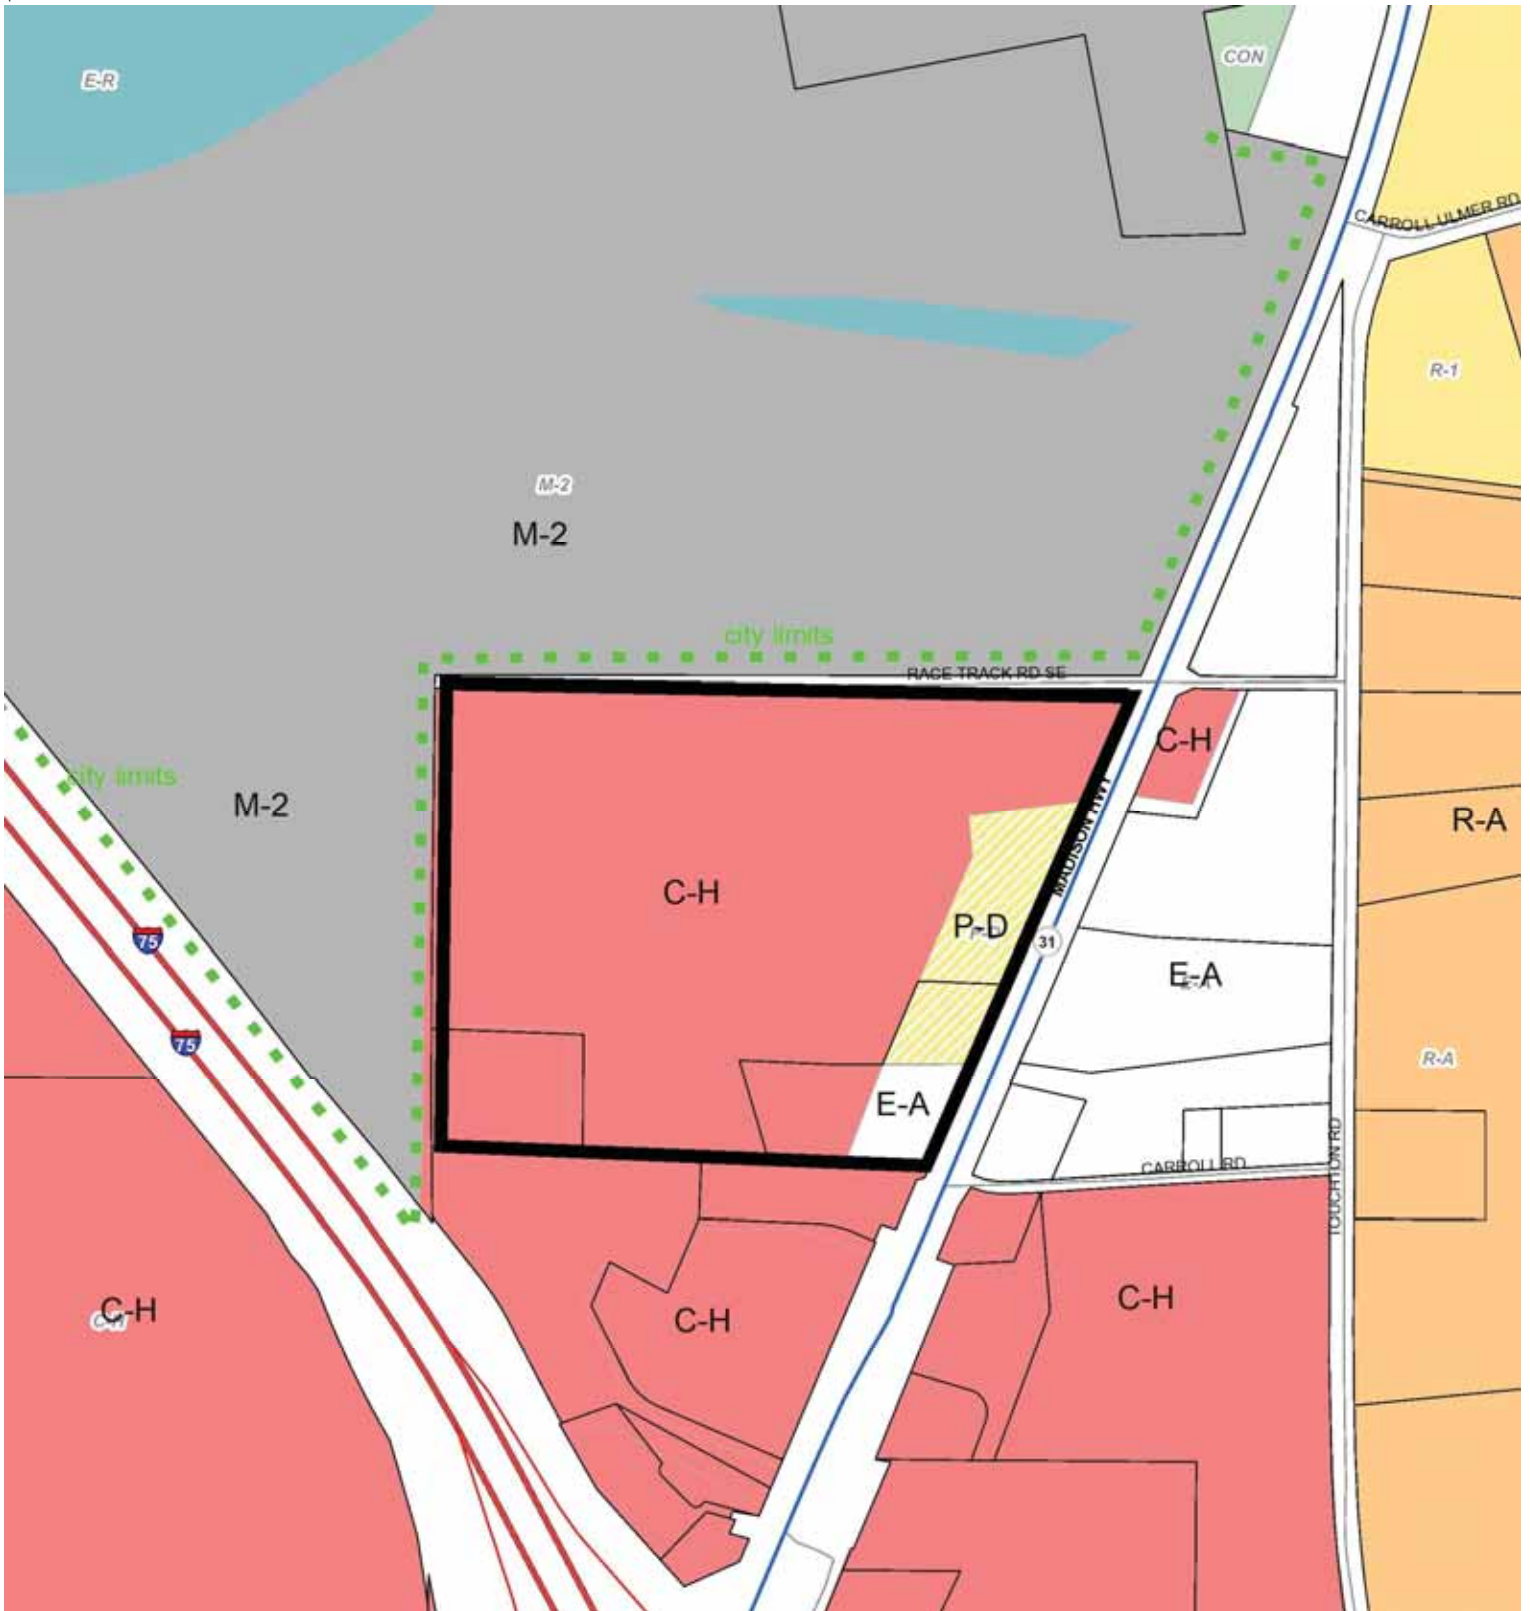 E-R
CON
CARROLL ULMER RD
R-1
M-2
M-2
city limits
RACE TRACK RD SE
C-H
city limits
M-2
MADISON HWY
R-A
C-H
P-D
31
75
E-A
E-A
75
R-A
E-A
CARROLL RD
TOUCHTON RD
C-H
C-H
C-H
C-H